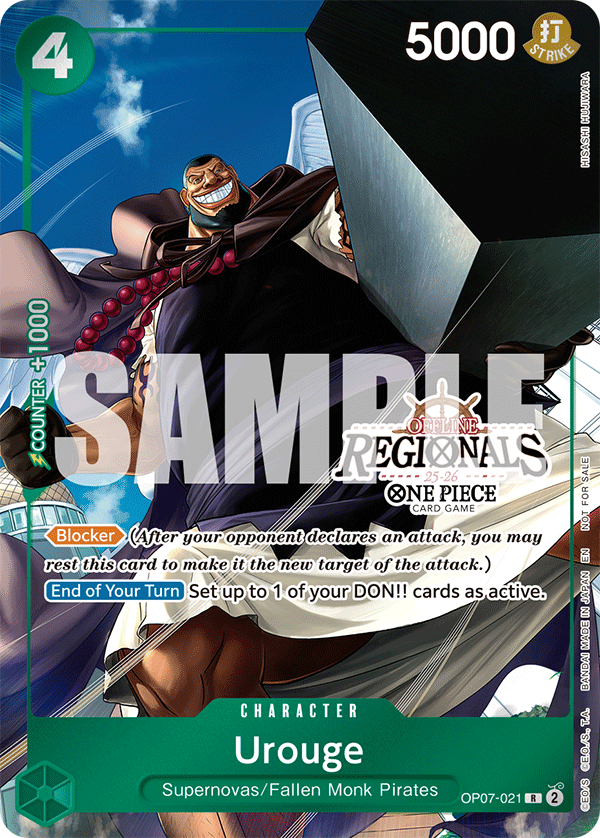 4
5000
打
STRIKE
HISASHI HUJIWARA
COUNTER +1000
SAMPLE
OFFLINE
REGIONALS
25-26
ONE PIECE
CARD GAME
Blocker (After your opponent declares an attack, you may
rest this card to make it the new target of the attack.)
End of Your Turn Set up to 1 of your DON!! cards as active.
©EO/S ©E.O./S., T.A. BANDAI MADE IN JAPAN EN NOT FOR SALE
CHARACTER
Urouge
Supernovas/Fallen Monk Pirates
OP07-021 R 2